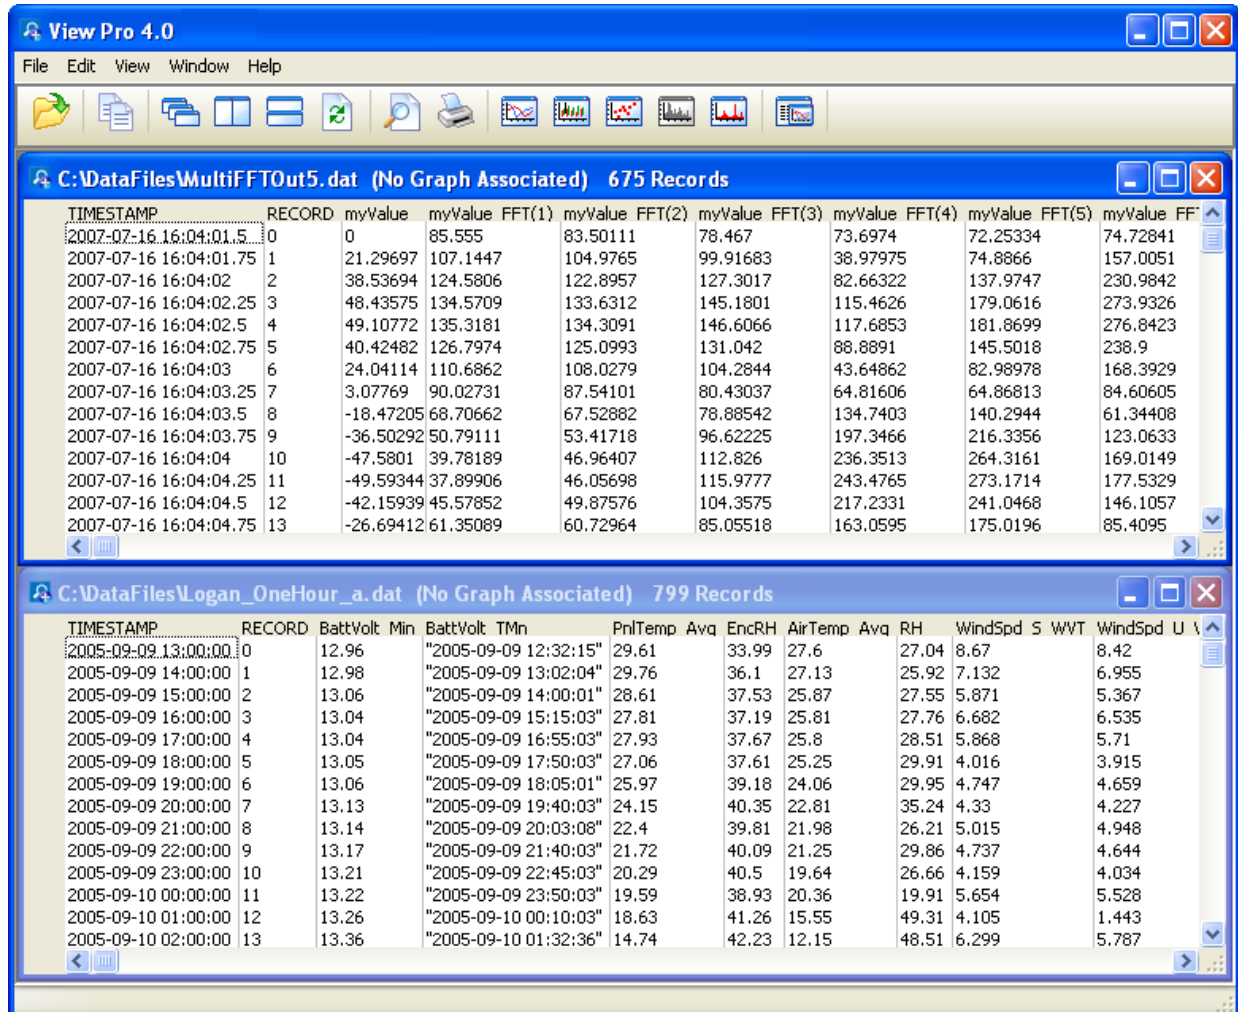 View Pro 4.0
File Edit View Window Help
C:\DataFiles\MultiFFTOut5.dat (No Graph Associated) 675 Records
TIMESTAMP RECORD myValue myValue_FFT(1) myValue_FFT(2) myValue_FFT(3) myValue_FFT(4) myValue_FFT(5) myValue_FF
2007-07-16 16:04:01.5 0 0 85.555 83.50111 78.467 73.6974 72.25334 74.72841
2007-07-16 16:04:01.75 1 21.29697 107.1447 104.9765 99.91683 38.97975 74.8866 157.0051
2007-07-16 16:04:02 2 38.53694 124.5806 122.8957 127.3017 82.66322 137.9747 230.9842
2007-07-16 16:04:02.25 3 48.43575 134.5709 133.6312 145.1801 115.4626 179.0616 273.9326
2007-07-16 16:04:02.5 4 49.10772 135.3181 134.3091 146.6066 117.6853 181.8699 276.8423
2007-07-16 16:04:02.75 5 40.42482 126.7974 125.0993 131.042 88.8891 145.5018 238.9
2007-07-16 16:04:03 6 24.04114 110.6862 108.0279 104.2844 43.64862 82.98978 168.3929
2007-07-16 16:04:03.25 7 3.07769 90.02731 87.54101 80.43037 64.81606 64.86813 84.60605
2007-07-16 16:04:03.5 8 -18.47205 68.70662 67.52882 78.88542 134.7403 140.2944 61.34408
2007-07-16 16:04:03.75 9 -36.50292 50.79111 53.41718 96.62225 197.3466 216.3356 123.0633
2007-07-16 16:04:04 10 -47.5801 39.78189 46.96407 112.826 236.3513 264.3161 169.0149
2007-07-16 16:04:04.25 11 -49.59344 37.89906 46.05698 115.9777 243.4765 273.1714 177.5329
2007-07-16 16:04:04.5 12 -42.15939 45.57852 49.87576 104.3575 217.2331 241.0468 146.1057
2007-07-16 16:04:04.75 13 -26.69412 61.35089 60.72964 85.05518 163.0595 175.0196 85.4095
C:\DataFiles\Logan_OneHour_a.dat (No Graph Associated) 799 Records
TIMESTAMP RECORD BattVolt_Min BattVolt_TMn PnlTemp_Avg EncRH AirTemp_Avg RH WindSpd_S_WVT WindSpd_U_
2005-09-09 13:00:00 0 12.96 "2005-09-09 12:32:15" 29.61 33.99 27.6 27.04 8.67 8.42
2005-09-09 14:00:00 1 12.98 "2005-09-09 13:02:04" 29.76 36.1 27.13 25.92 7.132 6.955
2005-09-09 15:00:00 2 13.06 "2005-09-09 14:00:01" 28.61 37.53 25.87 27.55 5.871 5.367
2005-09-09 16:00:00 3 13.04 "2005-09-09 15:15:03" 27.81 37.19 25.81 27.76 6.682 6.535
2005-09-09 17:00:00 4 13.04 "2005-09-09 16:55:03" 27.93 37.67 25.8 28.51 5.868 5.71
2005-09-09 18:00:00 5 13.05 "2005-09-09 17:50:03" 27.06 37.61 25.25 29.91 4.016 3.915
2005-09-09 19:00:00 6 13.06 "2005-09-09 18:05:01" 25.97 39.18 24.06 29.95 4.747 4.659
2005-09-09 20:00:00 7 13.13 "2005-09-09 19:40:03" 24.15 40.35 22.81 35.24 4.33 4.227
2005-09-09 21:00:00 8 13.14 "2005-09-09 20:03:08" 22.4 39.81 21.98 26.21 5.015 4.948
2005-09-09 22:00:00 9 13.17 "2005-09-09 21:40:03" 21.72 40.09 21.25 29.86 4.737 4.644
2005-09-09 23:00:00 10 13.21 "2005-09-09 22:45:03" 20.29 40.5 19.64 26.66 4.159 4.034
2005-09-10 00:00:00 11 13.22 "2005-09-09 23:50:03" 19.59 38.93 20.36 19.91 5.654 5.528
2005-09-10 01:00:00 12 13.26 "2005-09-10 00:10:03" 18.63 41.26 15.55 49.31 4.105 1.443
2005-09-10 02:00:00 13 13.36 "2005-09-10 01:32:36" 14.74 42.23 12.15 48.51 6.299 5.787